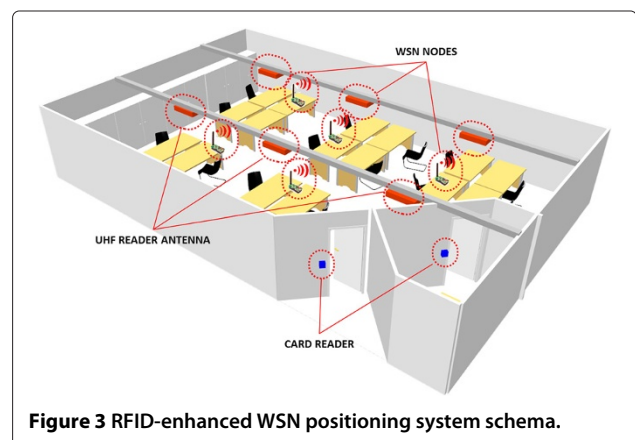 WSN NODES
UHF READER ANTENNA
CARD READER
Figure 3 RFID-enhanced WSN positioning system schema.